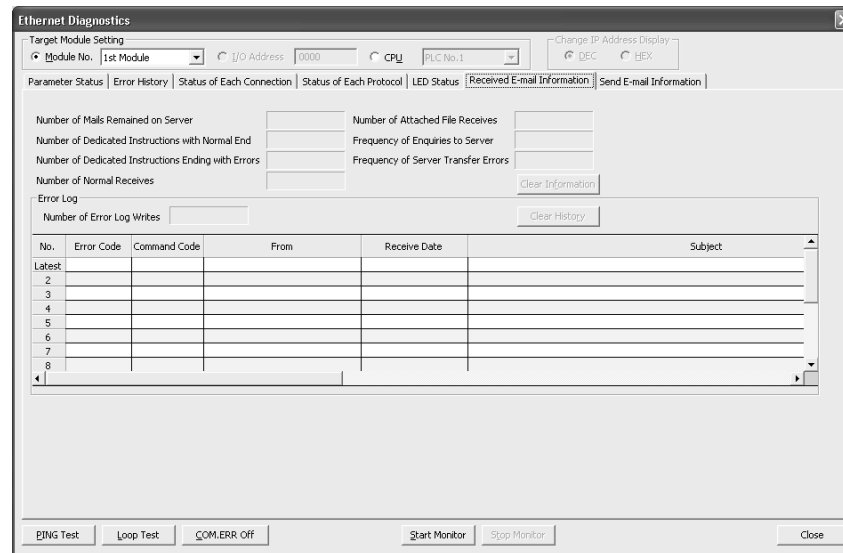 Ethernet Diagnostics
Target Module Setting
Change IP Address Display
Module No. 1st Module I/O Address 0000 CPU PLC No.1 DEC HEX
Parameter Status Error History Status of Each Connection Status of Each Protocol LED Status Received E-mail Information Send E-mail Information
Number of Mails Remained on Server Number of Attached File Receives
Number of Dedicated Instructions with Normal End Frequency of Enquiries to Server
Number of Dedicated Instructions Ending with Errors Frequency of Server Transfer Errors
Number of Normal Receives Clear Information
Error Log
Number of Error Log Writes Clear History
No. Error Code Command Code From Receive Date Subject
Latest
2
3
4
5
6
7
8
PING Test Loop Test COM.ERR Off Start Monitor Stop Monitor Close